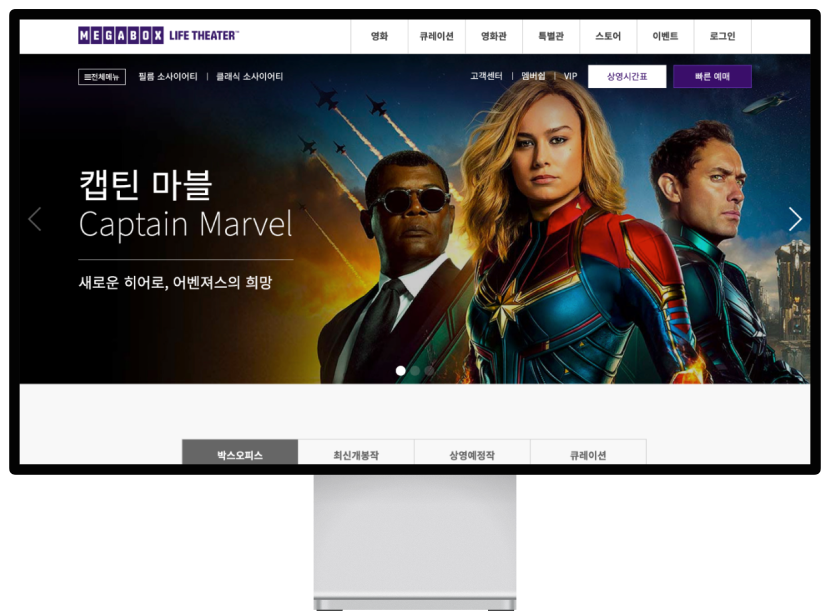 MEGABOX LIFE THEATER™
영화 큐레이션 영화관 특별관 스토어 이벤트 로그인
전체메뉴 필름 소사이어티 | 클래식 소사이어티 고객센터 | 멤버쉽 | VIP 상영시간표 빠른 예매
캡틴 마블
Captain Marvel
새로운 히어로, 어벤져스의 희망
박스오피스 최신개봉작 상영예정작 큐레이션